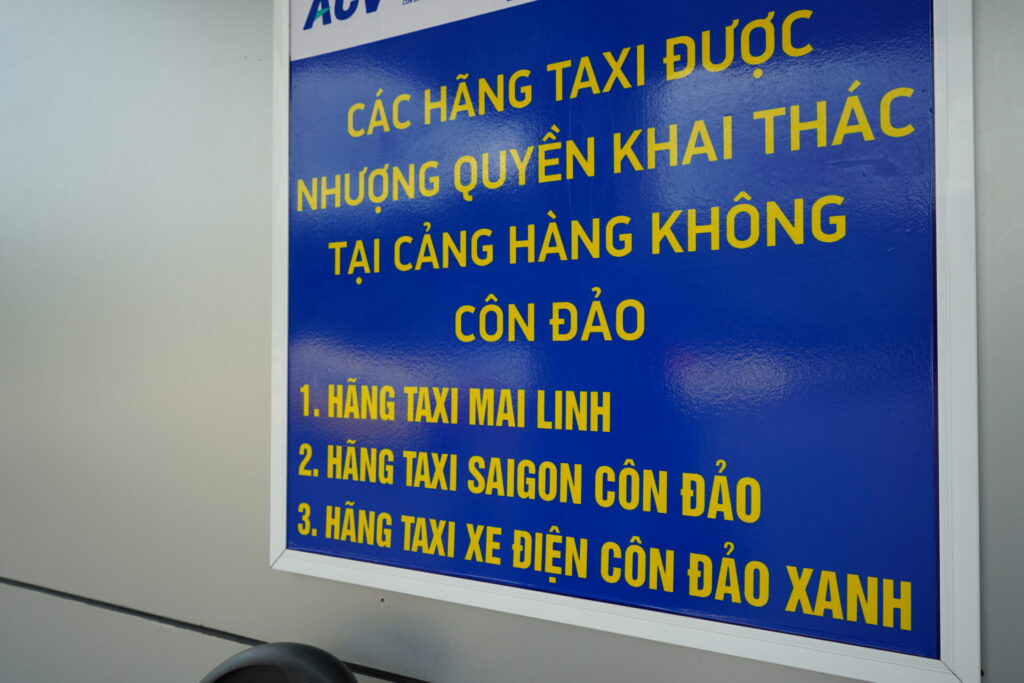 ACV
CÁC HÃNG TAXI ĐƯỢC
NHƯỢNG QUYỀN KHAI THÁC
TẠI CẢNG HÀNG KHÔNG
CÔN ĐẢO
1. HÃNG TAXI MAI LINH
2. HÃNG TAXI SAIGON CÔN ĐẢO
3. HÃNG TAXI XE ĐIỆN CÔN ĐẢO XANH